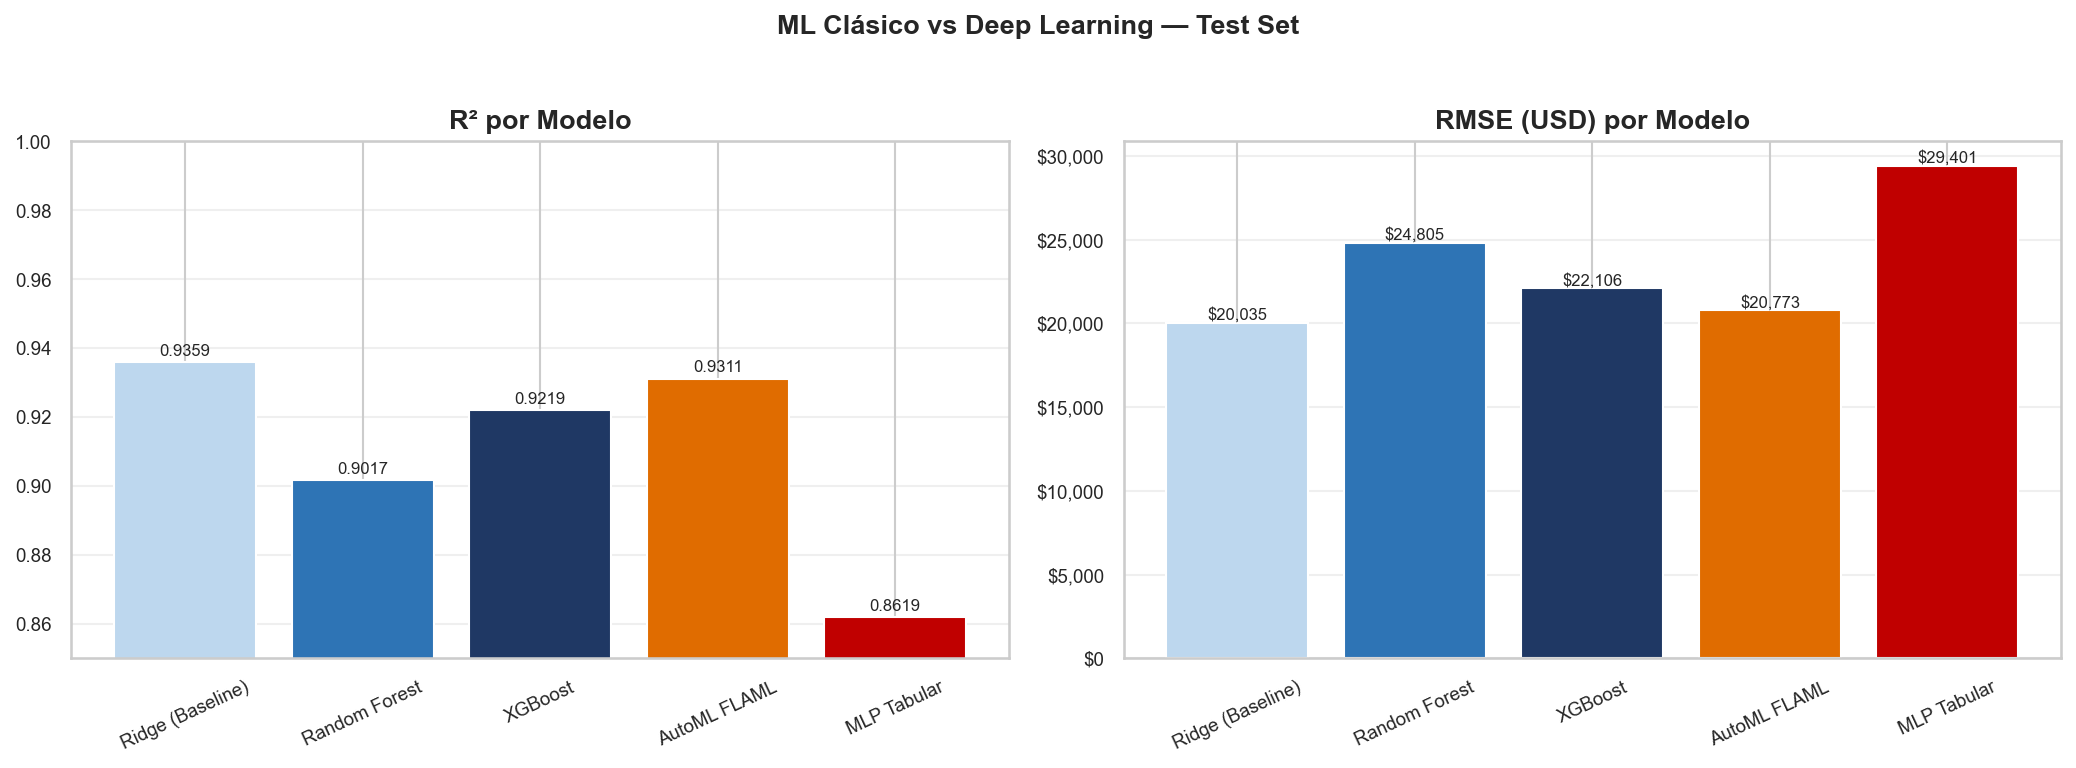 ML Clásico vs Deep Learning — Test Set
R² por Modelo
1.00
0.98
0.96
0.94
0.92
0.90
0.88
0.86
0.9359
0.9017
0.9219
0.9311
0.8619
Ridge (Baseline)
Random Forest
XGBoost
AutoML FLAML
MLP Tabular
RMSE (USD) por Modelo
$30,000
$25,000
$20,000
$15,000
$10,000
$5,000
$0
$20,035
$24,805
$22,106
$20,773
$29,401
Ridge (Baseline)
Random Forest
XGBoost
AutoML FLAML
MLP Tabular